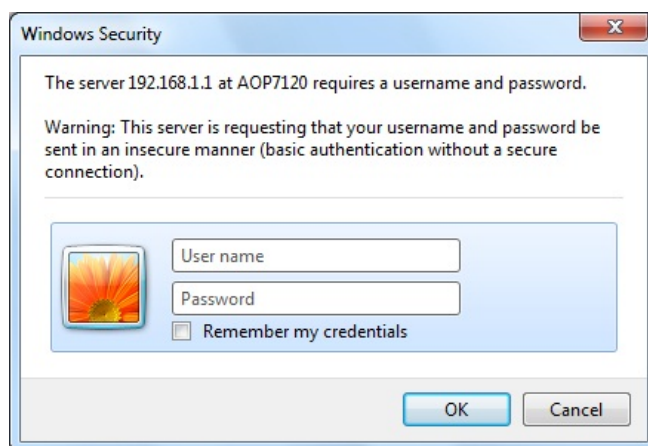 Windows Security
The server 192.168.1.1 at AOP7120 requires a username and password.
Warning: This server is requesting that your username and password be
sent in an insecure manner (basic authentication without a secure
connection).
User name
Password
Remember my credentials
OK
Cancel